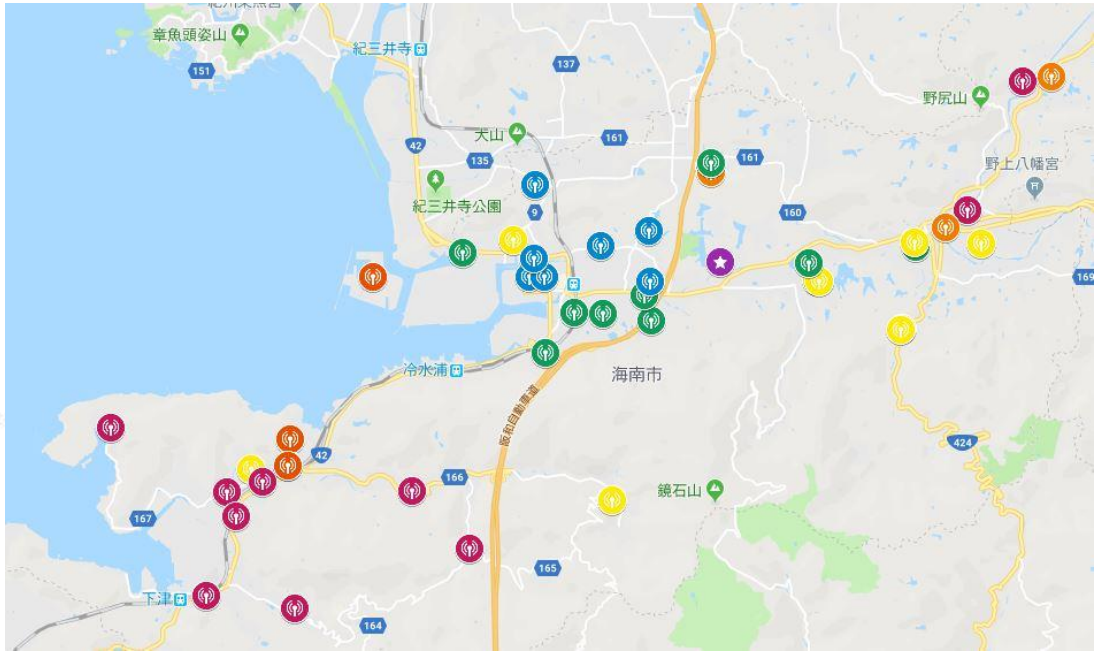 章魚頭姿山
151
紀三井寺
137
42
野尻山
犬山
161
135
161
野上八幡宮
紀三井寺公園
9
160
169
冷水浦
海南市
阪和自動車道
42
424
166
鏡石山
167
165
下津
164